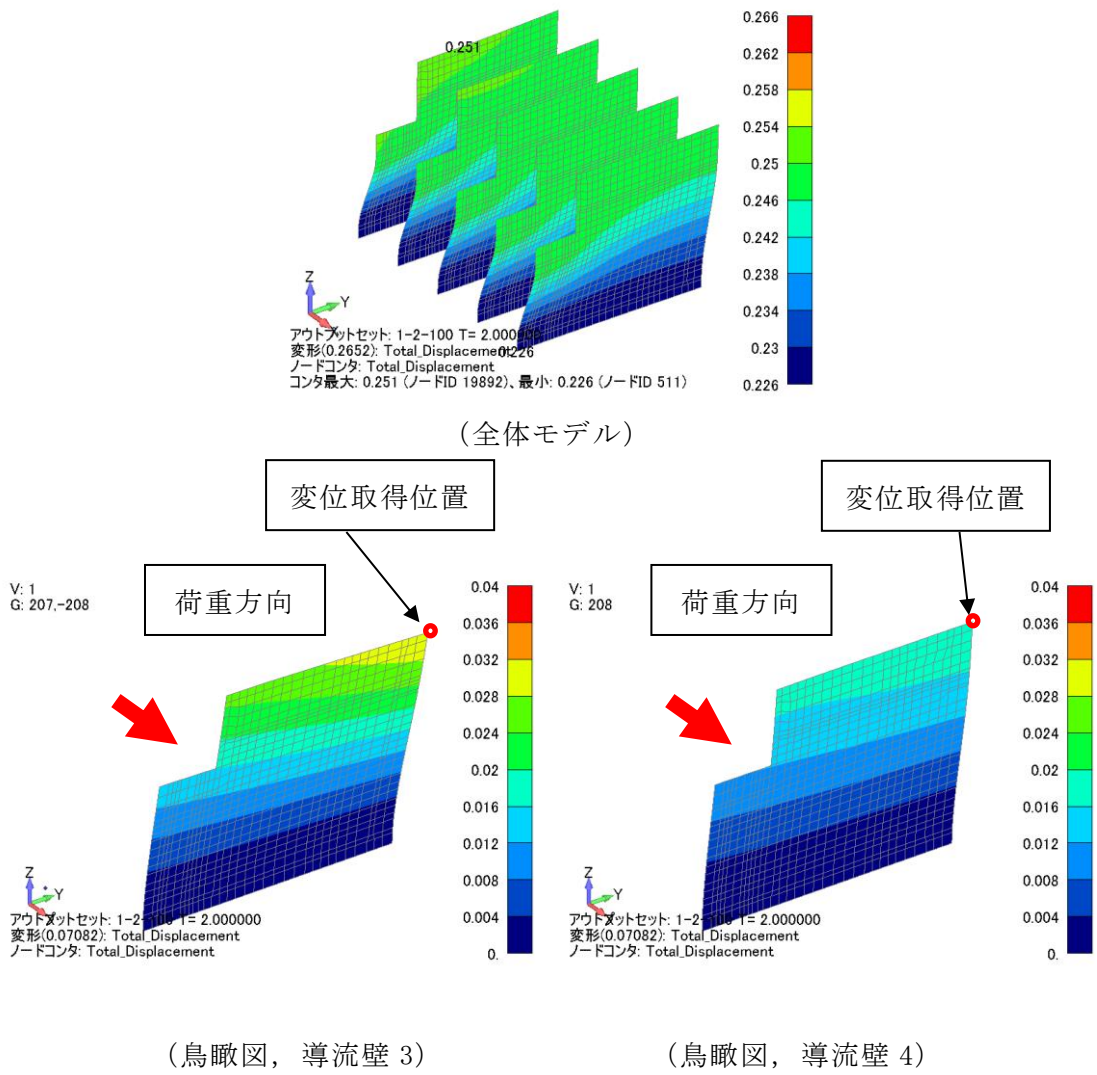 0.251
0.266
0.262
0.258
0.254
0.25
0.246
0.242
0.238
0.234
0.23
0.226
Z
Y
アウトプットセット: 1-2-100 T= 2.000000
変形(0.2652): Total_Displacement
0.226
ノードコンタ: Total_Displacement
コンタ最大: 0.251 (ノードID 19892)、最小: 0.226 (ノードID 511)
(全体モデル)
変位取得位置
変位取得位置
V: 1
G: 207,-208
荷重方向
0.04
0.036
0.032
0.028
0.024
0.02
0.016
0.012
0.008
0.004
0.
Z
Y
アウトプットセット: 1-2-100 T= 2.000000
変形(0.07082): Total_Displacement
ノードコンタ: Total_Displacement
V: 1
G: 208
荷重方向
0.04
0.036
0.032
0.028
0.024
0.02
0.016
0.012
0.008
0.004
0.
Z
Y
アウトプットセット: 1-2-100 T= 2.000000
変形(0.07082): Total_Displacement
ノードコンタ: Total_Displacement
(鳥瞰図, 導流壁 3)
(鳥瞰図, 導流壁 4)